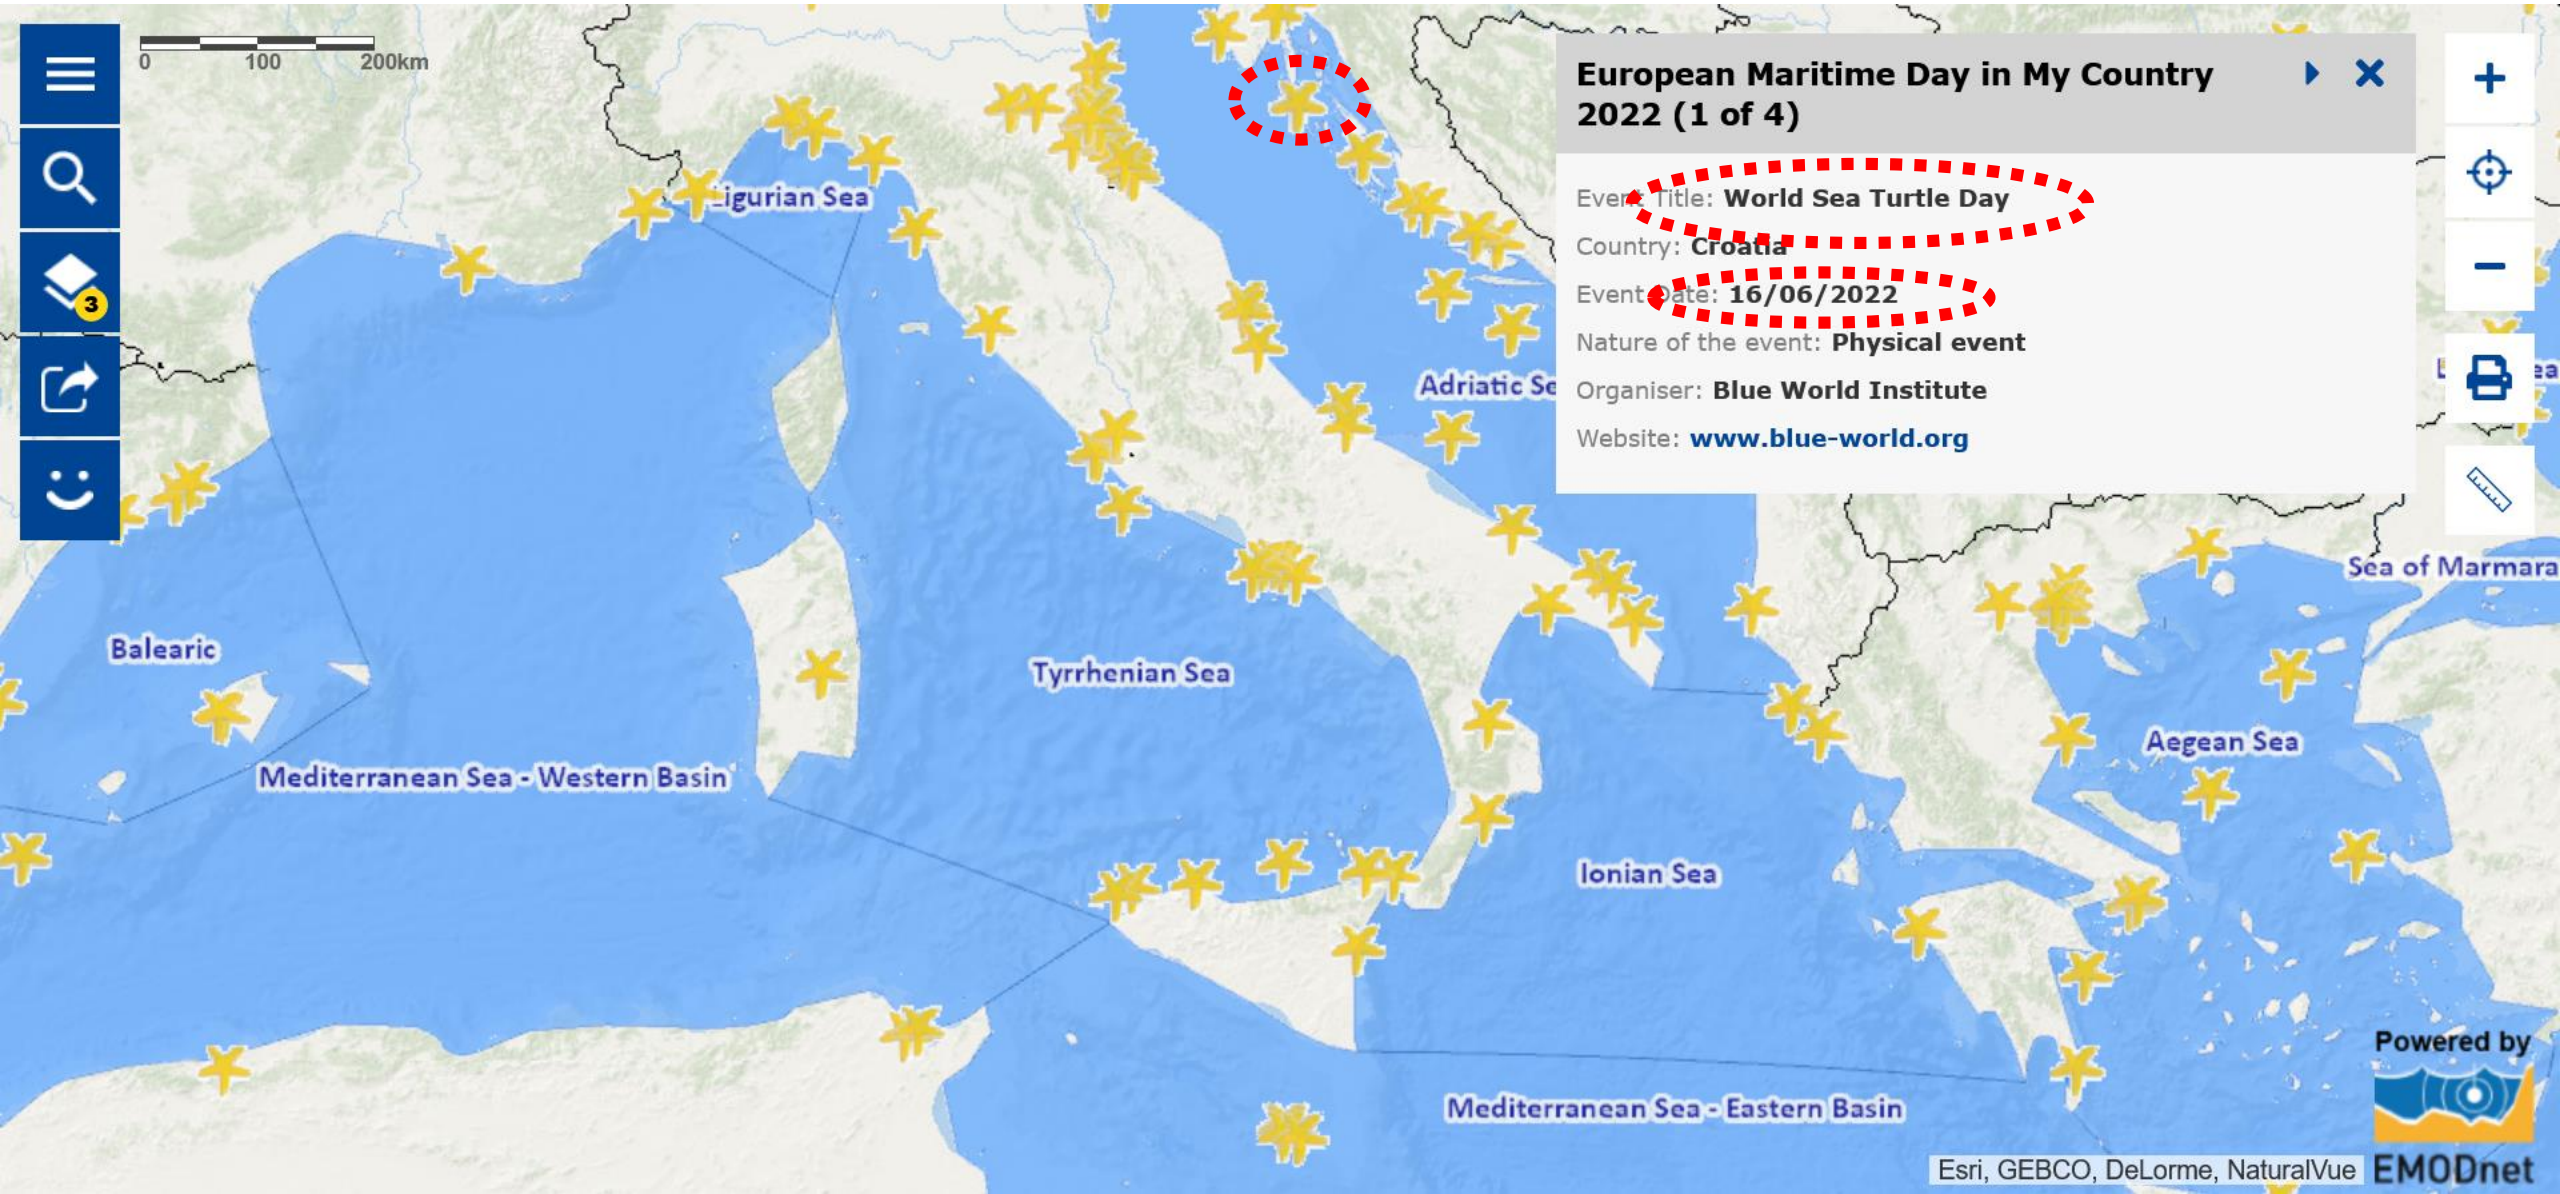 0 100 200km
European Maritime Day in My Country
2022 (1 of 4)
Event Title: World Sea Turtle Day
Country: Croatia
Event Date: 16/06/2022
Nature of the event: Physical event
Organiser: Blue World Institute
Website: www.blue-world.org
3
Ligurian Sea
Adriatic Se
Sea of Marmara
Balearic
Tyrrhenian Sea
Aegean Sea
Mediterranean Sea - Western Basin
Ionian Sea
Mediterranean Sea - Eastern Basin
Powered by
EMODnet
Esri, GEBCO, DeLorme, NaturalVue